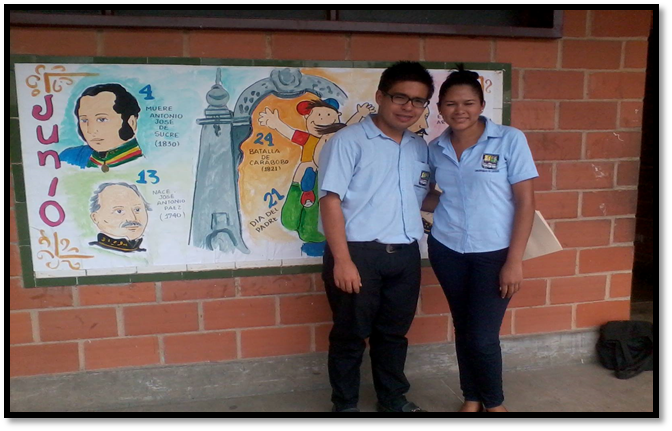 JUNIO
4
MUERE
ANTONIO
JOSÉ DE
SUCRE
(1830)
13
NACE
JOSÉ
ANTONIO
PAEZ
24
BATALLA
DE
CARABOBO
(1821)
21
DIA DEL
PADRE